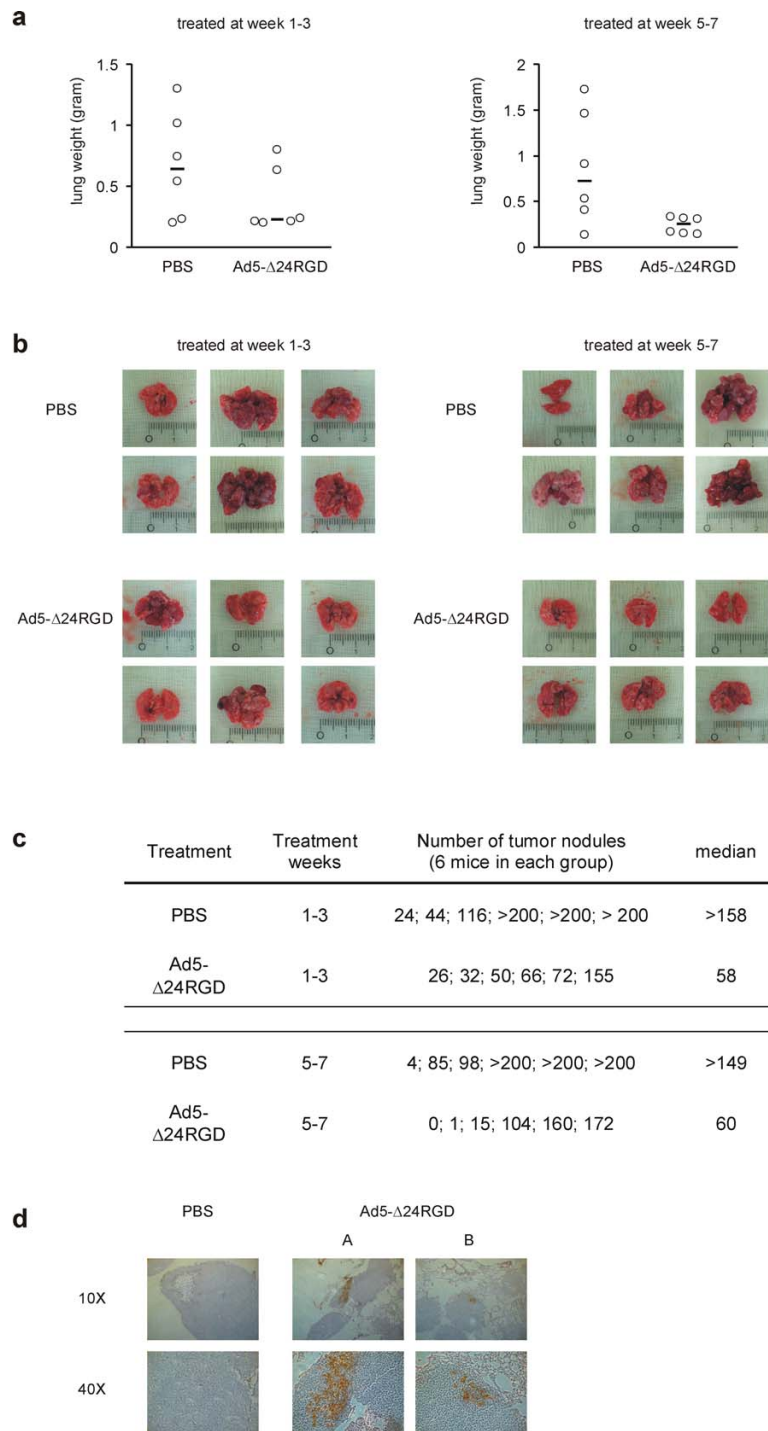 a
treated at week 1-3
treated at week 5-7
lung weight (gram)
1.5
1
0.5
0
PBS
Ad5-Δ24RGD
lung weight (gram)
2
1.5
1
0.5
0
PBS
Ad5-Δ24RGD
b
treated at week 1-3
treated at week 5-7
PBS
PBS
Ad5-Δ24RGD
Ad5-Δ24RGD
c
Treatment
Treatment weeks
Number of tumor nodules
(6 mice in each group)
median
PBS 1-3 24; 44; 116; >200; >200; > 200 >158
Ad5-
Δ24RGD 1-3 26; 32; 50; 66; 72; 155 58
PBS 5-7 4; 85; 98; >200; >200; >200 >149
Ad5-
Δ24RGD 5-7 0; 1; 15; 104; 160; 172 60
d
PBS
Ad5-Δ24RGD
A B
10X
40X